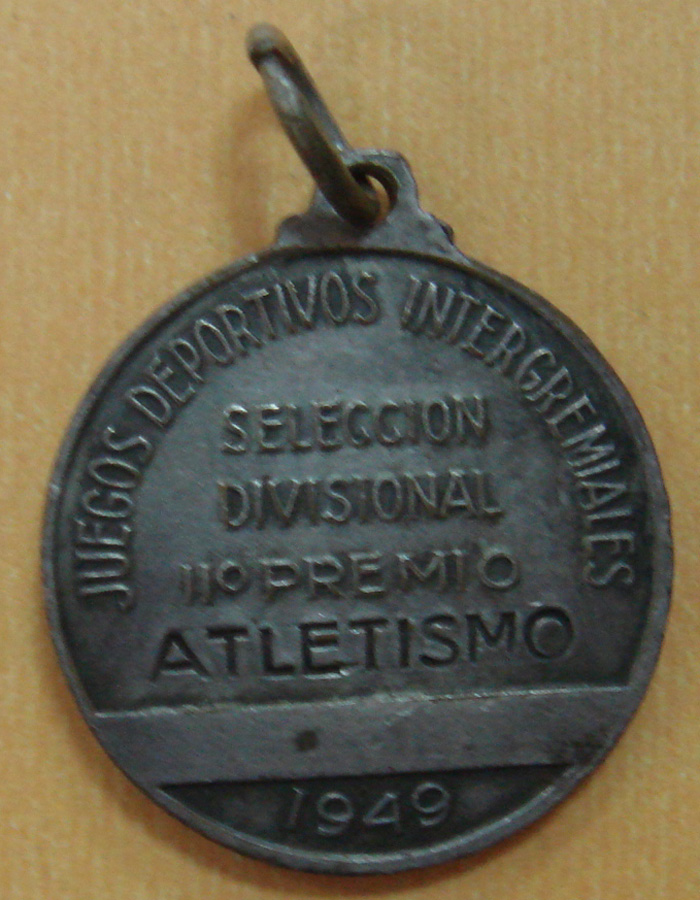 JUEGOS DEPORTIVOS INTERGREMIALES
SELECCION
DIVISIONAL
IIº PREMIO
ATLETISMO
1949